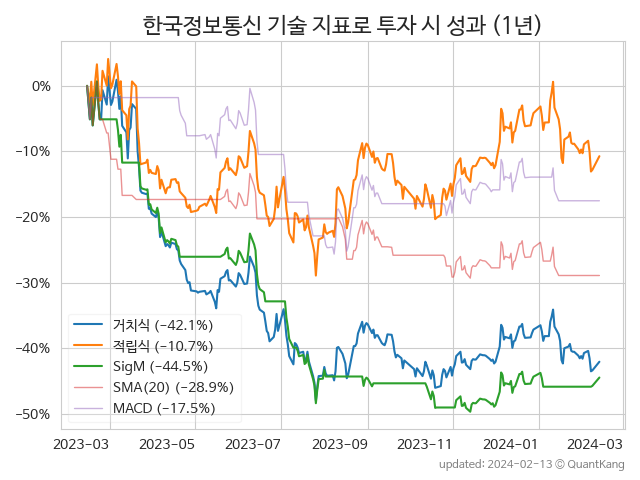 한국정보통신 기술 지표로 투자 시 성과 (1년)
0%
−10%
−20%
−30%
−40%
−50%
거치식 (−42.1%)
적립식 (−10.7%)
SigM (−44.5%)
SMA(20) (−28.9%)
MACD (−17.5%)
2023−03 2023−05 2023−07 2023−09 2023−11 2024−01 2024−03
updated: 2024−02−13 © QuantKang